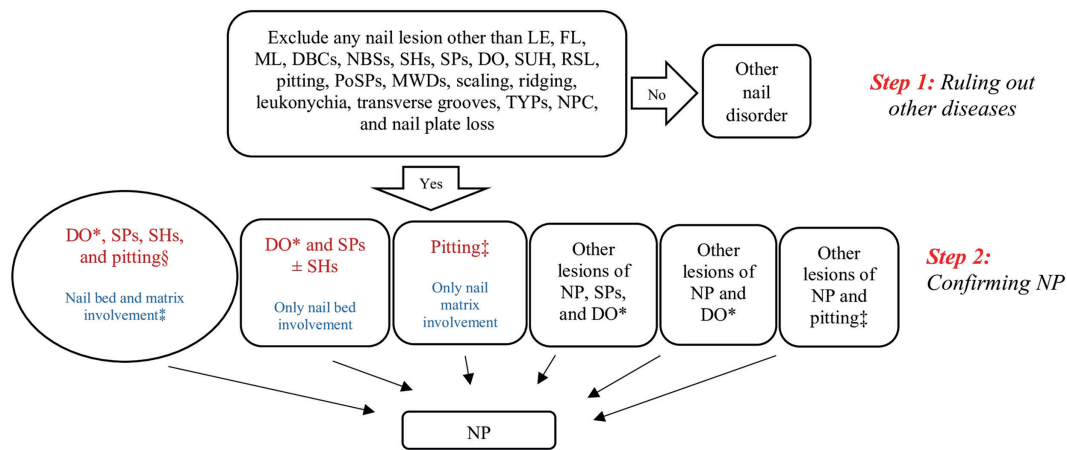 Exclude any nail lesion other than LE, FL,
ML, DBCs, NBSs, SHs, SPs, DO, SUH, RSL,
pitting, PoSPs, MWDs, scaling, ridging,
leukonychia, transverse grooves, TYPs, NPC,
and nail plate loss
No
Other
nail
disorder
Step 1: Ruling out
other diseases
Yes
DO*, SPs, SHs,
and pitting§
Nail bed and matrix
involvement⁑
DO* and SPs
± SHs
Only nail bed
involvement
Pitting‡
Only nail
matrix
involvement
Other
lesions of
NP, SPs,
and DO*
Other
lesions of
NP and
DO*
Other
lesions of
NP and
pitting‡
Step 2:
Confirming NP
NP